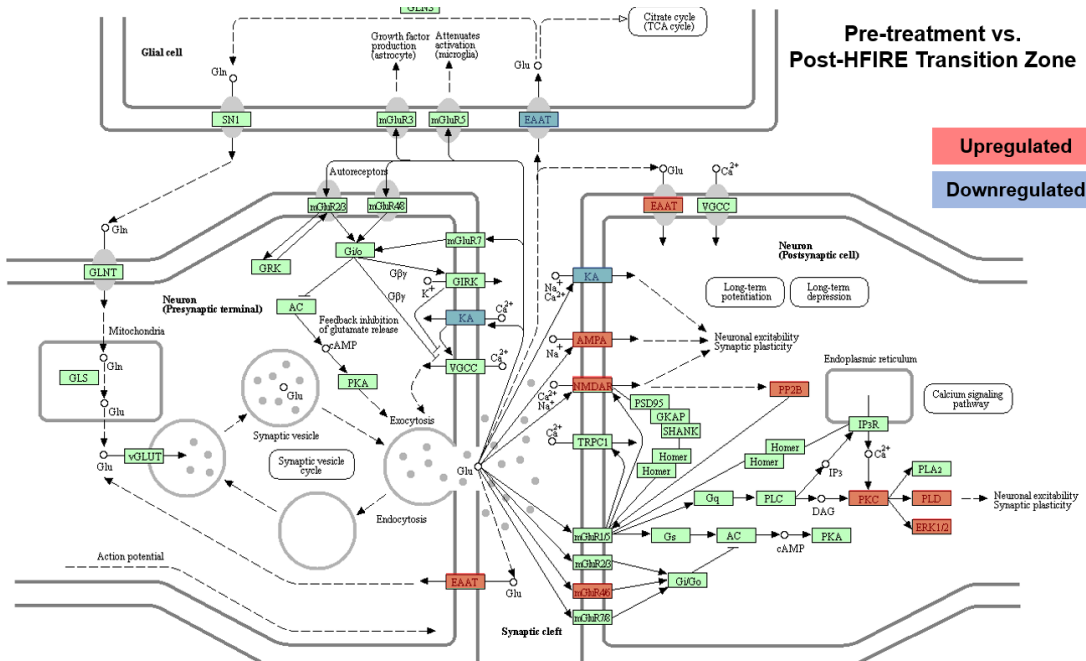 GLNS
Citrate cycle
(TCA cycle)
Pre-treatment vs.
Post-HFIRE Transition Zone
Growth factor
production
(astrocyte)
Attenuates
activation
(microglia)
Glial cell
Gln
Glu
SN1
mGluR3
mGluR5
EAAT
Upregulated
Downregulated
Autoreceptors
Glu
Ca2+
mGluR2/3
mGluR4/8
EAAT
VGCC
Gln
mGluR7
Gi/o
GRK
Gβγ
GLNT
GIRK
K+
Neuron
(Presynaptic terminal)
Neuron
(Postsynaptic cell)
AC
Gβγ
KA
Ca2+
KA
Na+
Ca2+
Long-term
potentiation
Long-term
depression
Feedback inhibition
of glutamate release
Mitochondria
cAMP
AMPA
Na+
Neuronal excitability
Synaptic plasticity
Gln
GLS
VGCC
Ca2+
Endoplasmic reticulum
PKA
Glu
NMDAR
Ca2+
Na+
PP2B
Glu
Exocytosis
PSD95
GKAP
SHANK
Calcium signaling
pathway
Synaptic vesicle
IP3R
TRPC1
Ca2+
Homer
Homer
Homer
Homer
Ca2+
Glu
vGLUT
Synaptic vesicle
cycle
Glu
IP3
PLA2
Gq
PLC
DAG
PKC
PLD
Neuronal excitability
Synaptic plasticity
Endocytosis
ERK1/2
mGluR1/5
Gs
AC
cAMP
PKA
Action potential
mGluR2/3
Gi/Go
EAAT
Glu
mGluR4/6
mGluR7/8
Synaptic cleft